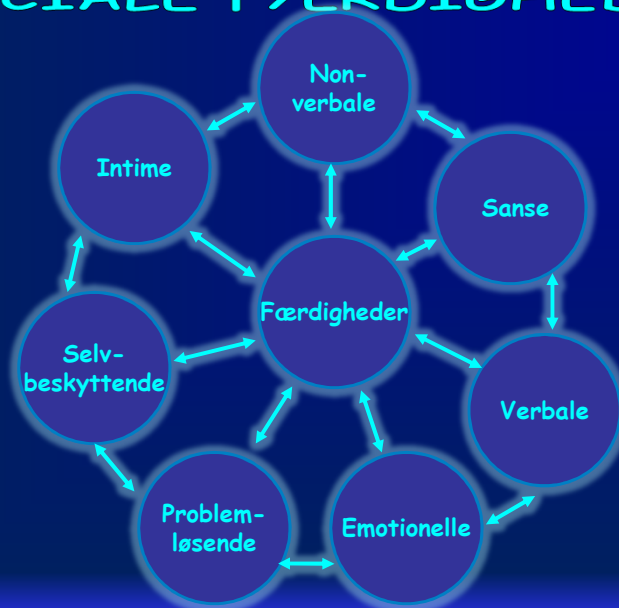 Non-
verbale
Intime
Sanse
Færdigheder
Selv-
beskyttende
Verbale
Problem-
løsende
Emotionelle